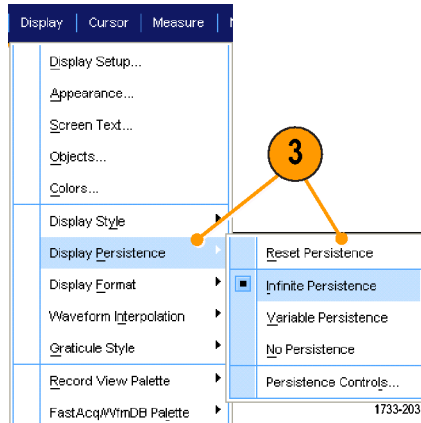 Display Cursor Measure
Display Setup...
Appearance...
Screen Text...
Objects...
3
Colors...
Display Style
Display Persistence
Reset Persistence
Display Format
Infinite Persistence
Waveform Interpolation
Variable Persistence
Graticule Style
No Persistence
Record View Palette
Persistence Controls...
FastAcq/WfmDB Palette
1733-203